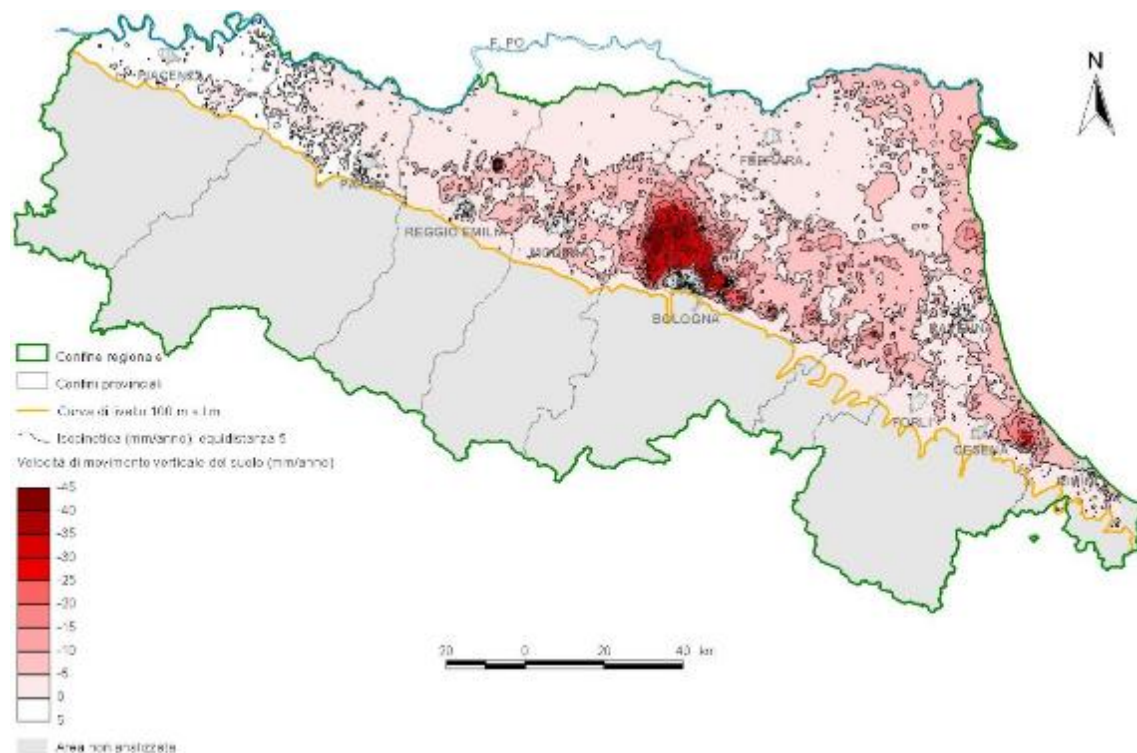 F. PO
N
PIACENZA
FERRARA
PARMA
REGGIO EMILIA
MODENA
BOLOGNA
RAVENNA
FORLI
CESENA
RIMINI
Confine regionale
Confini provinciali
Curva di livello 100 m s.l.m.
Isocinetica (mm/anno), equidistanza 5
Velocità di movimento verticale del suolo (mm/anno)
-45
-40
-35
-30
-25
-20
-15
-10
-5
0
5
Area non analizzata
20 0 20 40 km